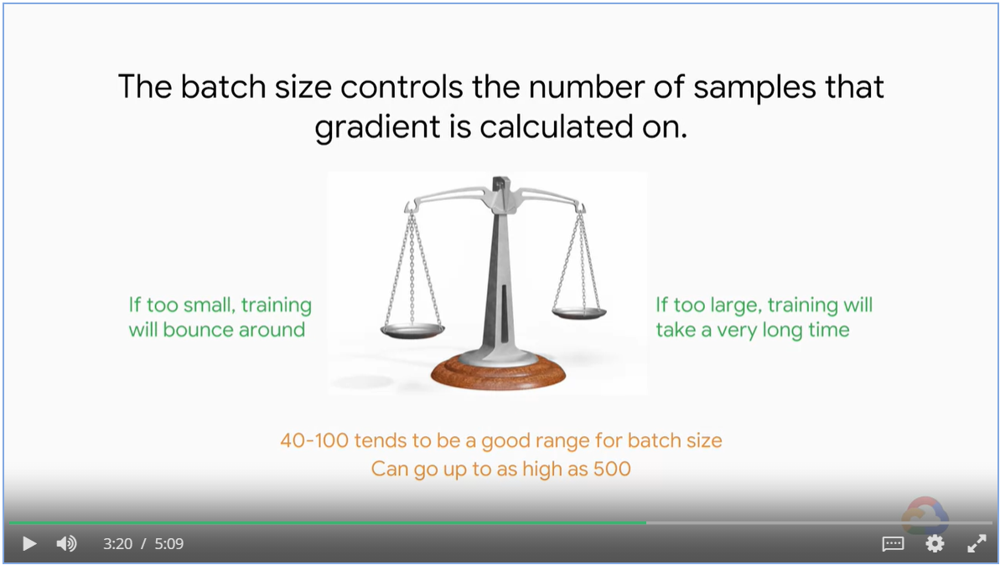 The batch size controls the number of samples that
gradient is calculated on.
If too small, training
will bounce around
If too large, training will
take a very long time
40-100 tends to be a good range for batch size
Can go up to as high as 500
3:20 / 5:09